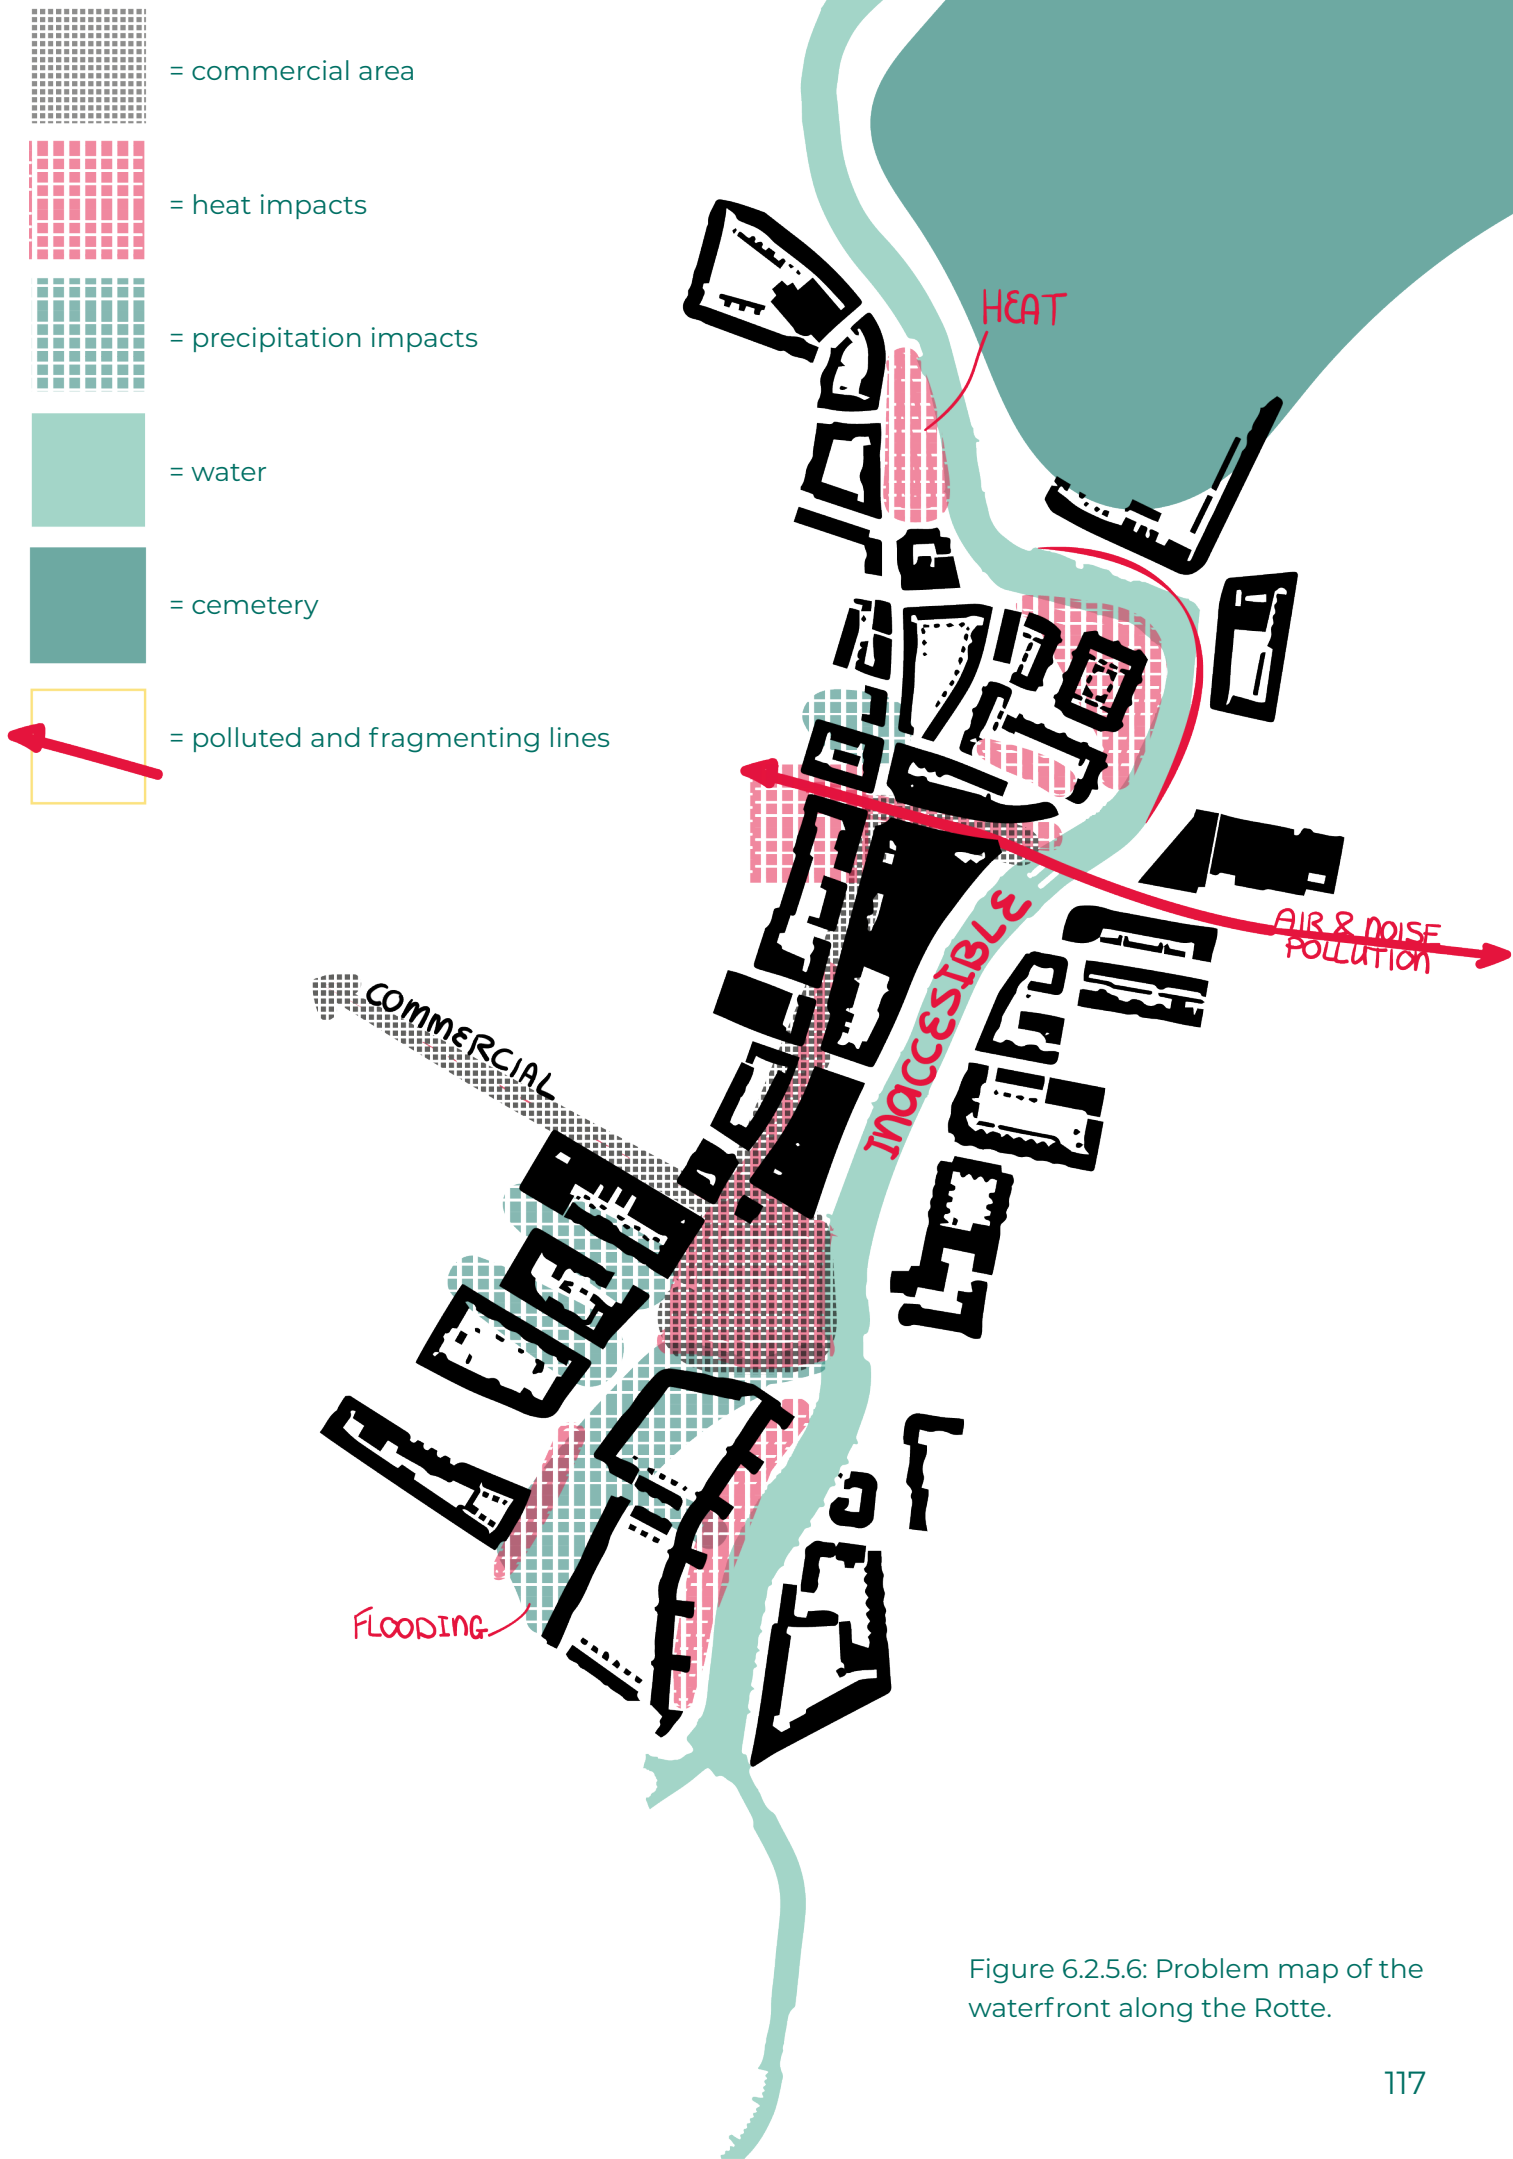 = commercial area
= heat impacts
= precipitation impacts
= water
= cemetery
= polluted and fragmenting lines
HEAT
AIR & NOISE
POLLUTION
INACCESIBLE
COMMERCIAL
FLOODING
Figure 6.2.5.6: Problem map of the
waterfront along the Rotte.
117